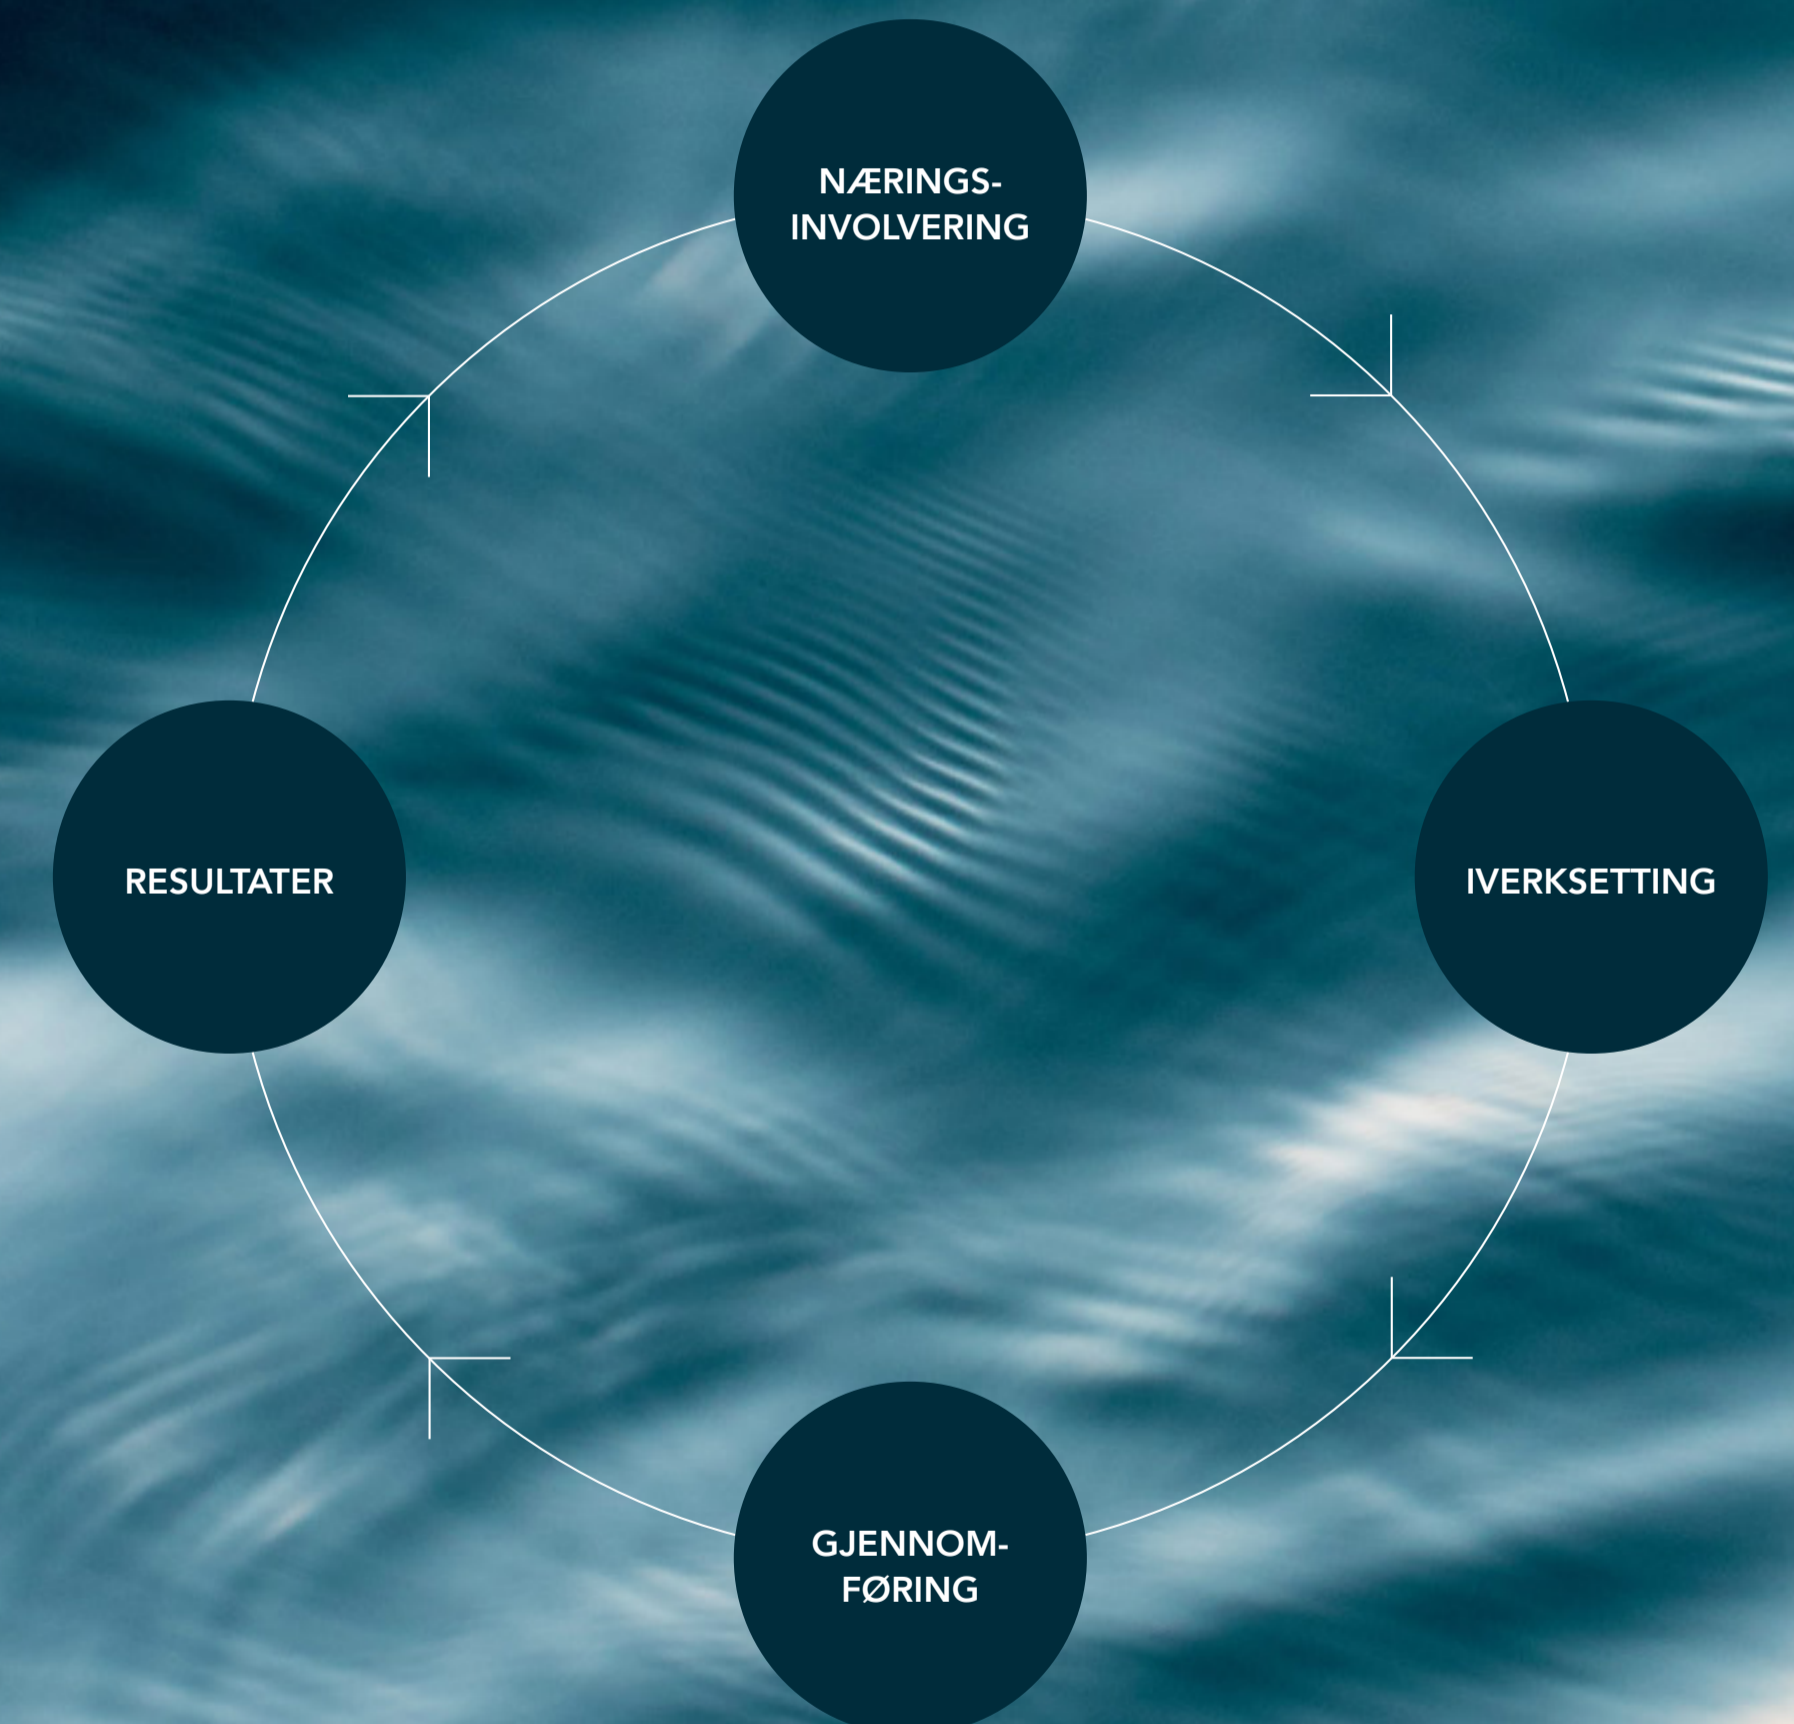 NÆRINGS-
INVOLVERING
IVERKSETTING
GJENNOM-
FØRING
RESULTATER